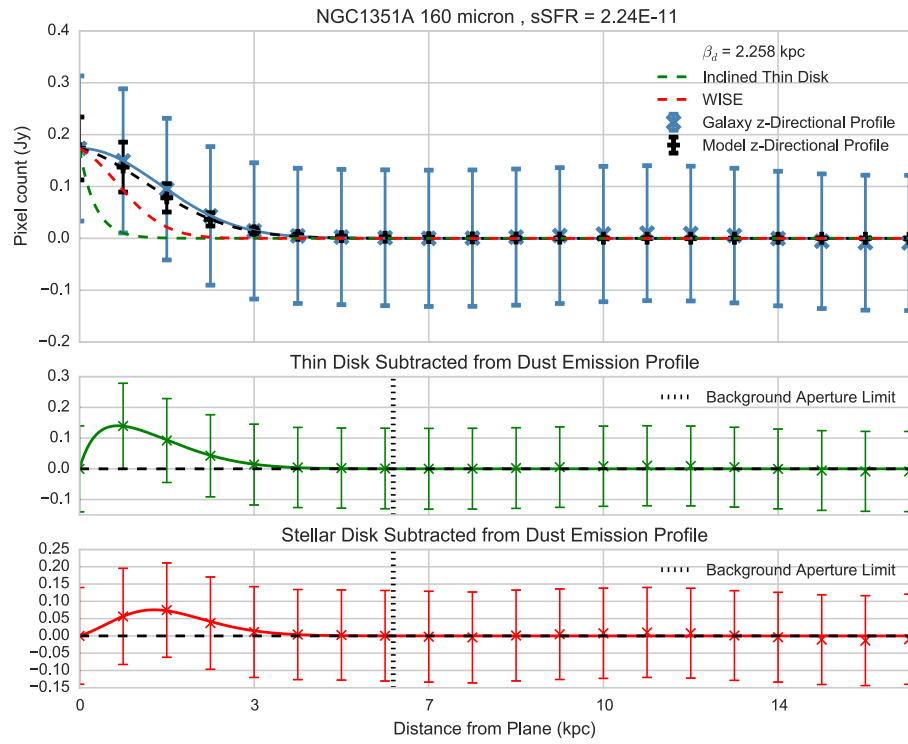 NGC1351A 160 micron , sSFR = 2.24E-11
0.4
0.3
0.2
0.1
0.0
−0.1
−0.2
Pixel count (Jy)
β_d = 2.258 kpc
Inclined Thin Disk
WISE
Galaxy z-Directional Profile
Model z-Directional Profile
Thin Disk Subtracted from Dust Emission Profile
0.3
0.2
0.1
0.0
−0.1
Background Aperture Limit
Stellar Disk Subtracted from Dust Emission Profile
0.25
0.20
0.15
0.10
0.05
0.00
−0.05
−0.10
−0.15
Background Aperture Limit
0 3 7 10 14
Distance from Plane (kpc)